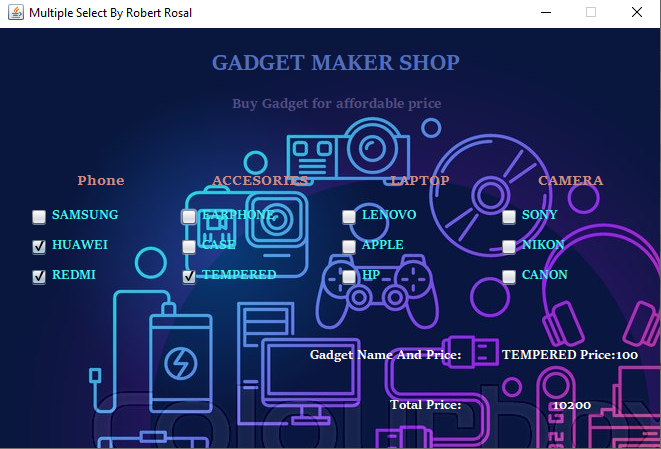 Multiple Select By Robert Rosal
GADGET MAKER SHOP
Buy Gadget for affordable price
Phone ACCESORIES LAPTOP CAMERA
SAMSUNG EARPHONE LENOVO SONY
HUAWEI CASE APPLE NIKON
REDMI TEMPERED HP CANON
Gadget Name And Price: TEMPERED Price:100
Total Price: 10200